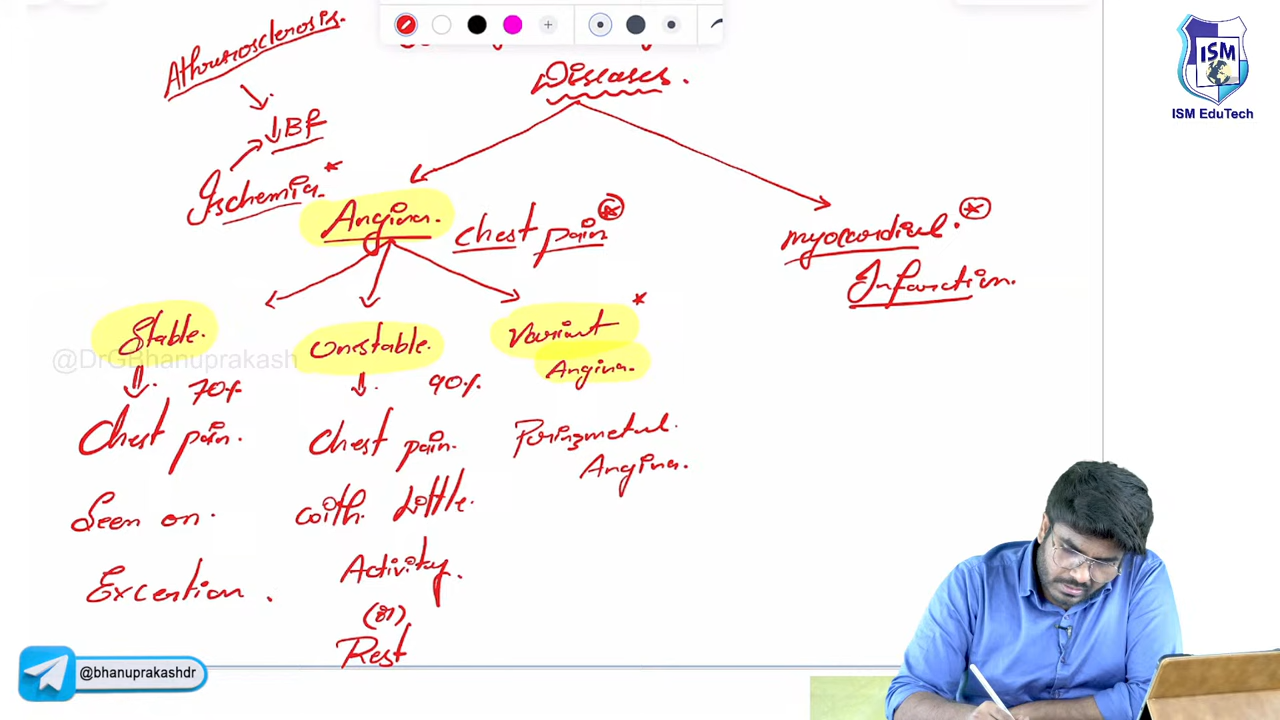 Atherosclerosis.
Diseases.
↓BF
Ischemia.*
Angina.
Chest pain
myocardial.
Infarction.
Stable.
Unstable.
Variant
Angina.
70%
90%
Chest pain.
Seen on.
Excertion.
Chest pain.
with Little.
Activity.
(or)
Rest
Prinzmetal.
Angina.
@DrGBhanuprakash
@bhanuprakashdr
ISM
ISM EduTech